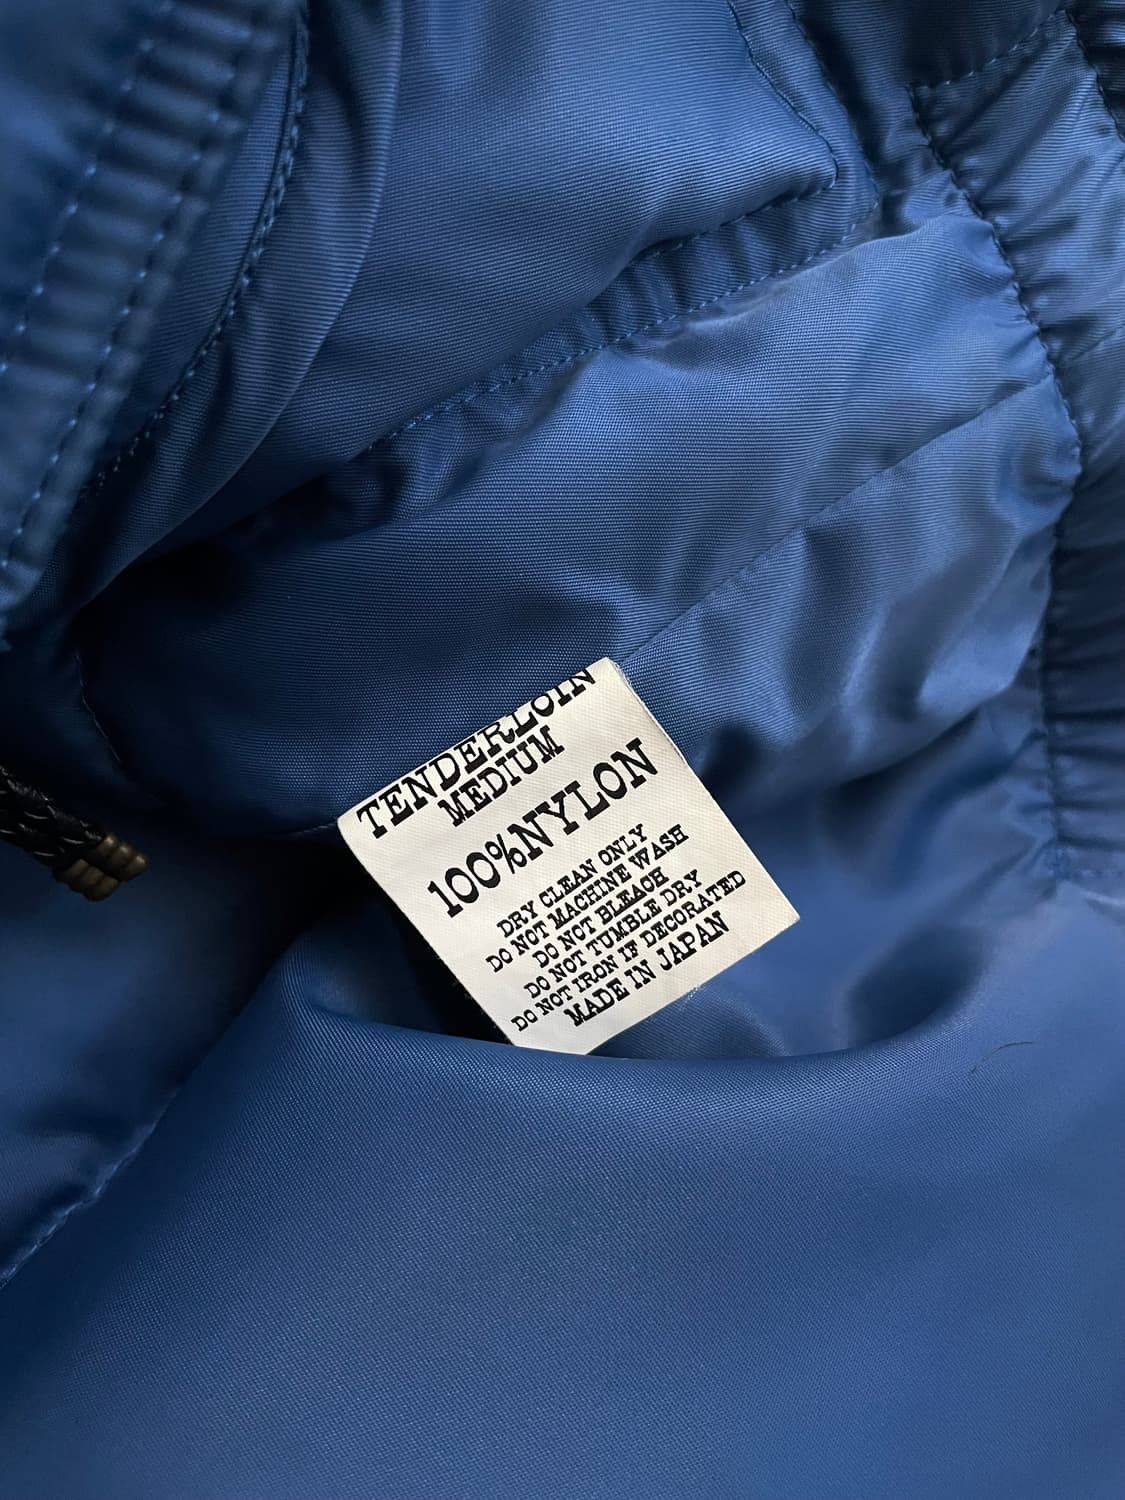 TENDERLOIN
MEDIUM
100%NYLON
DRY CLEAN ONLY
DO NOT MACHINE WASH
DO NOT BLEACH
DO NOT TUMBLE DRY
DO NOT IRON IF DECORATED
MADE IN JAPAN